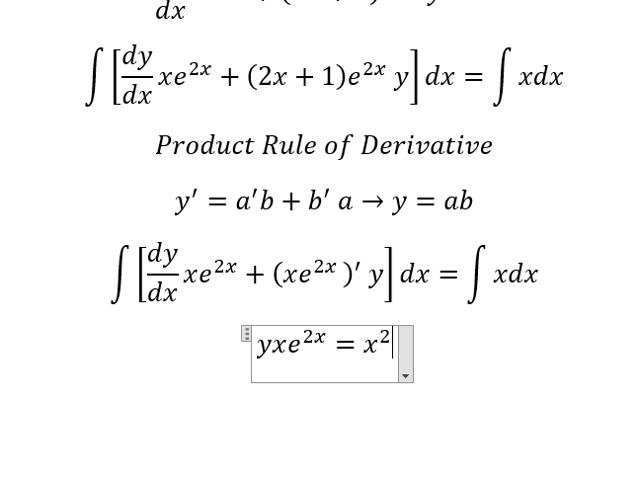 dx
∫ [dy/dx xe^{2x} + (2x + 1)e^{2x} y] dx = ∫ xdx
Product Rule of Derivative
y′ = a′b + b′ a → y = ab
∫ [dy/dx xe^{2x} + (xe^{2x} )′ y] dx = ∫ xdx
yxe^{2x} = x^2